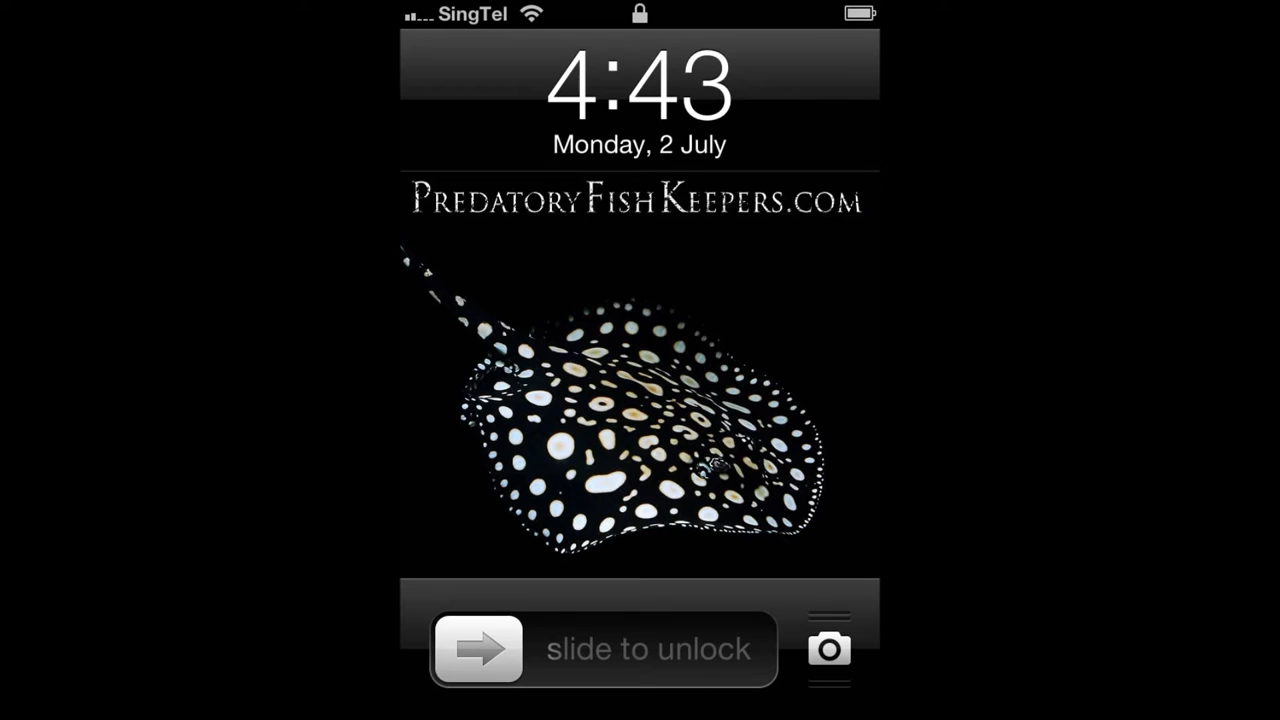 SingTel
4:43
Monday, 2 July
PREDATORYFISHKEEPERS.COM
slide to unlock